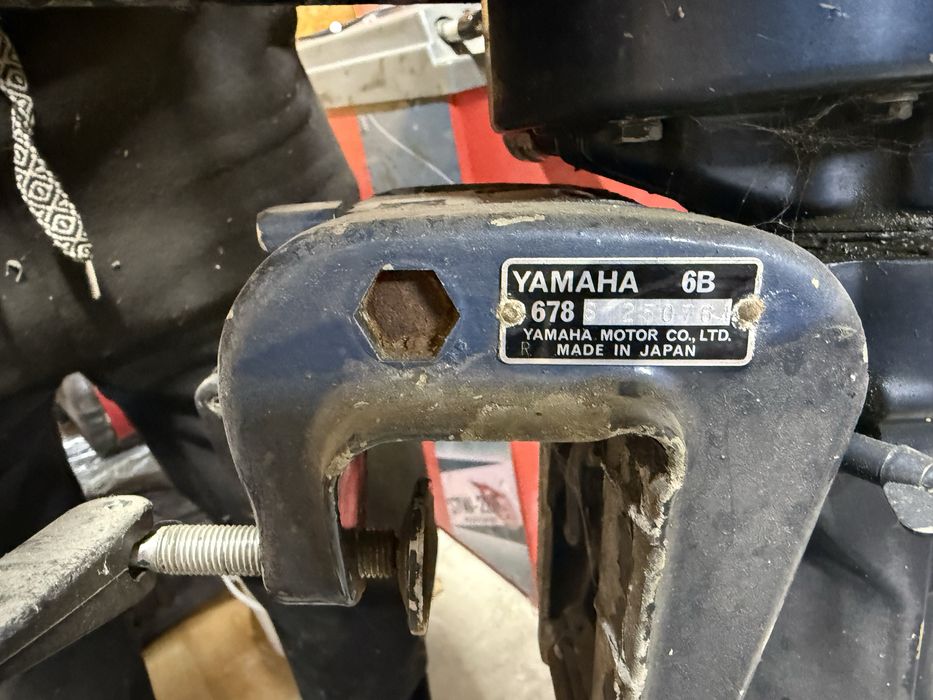 YAMAHA 6B
678 S 250764
YAMAHA MOTOR CO., LTD.
R MADE IN JAPAN